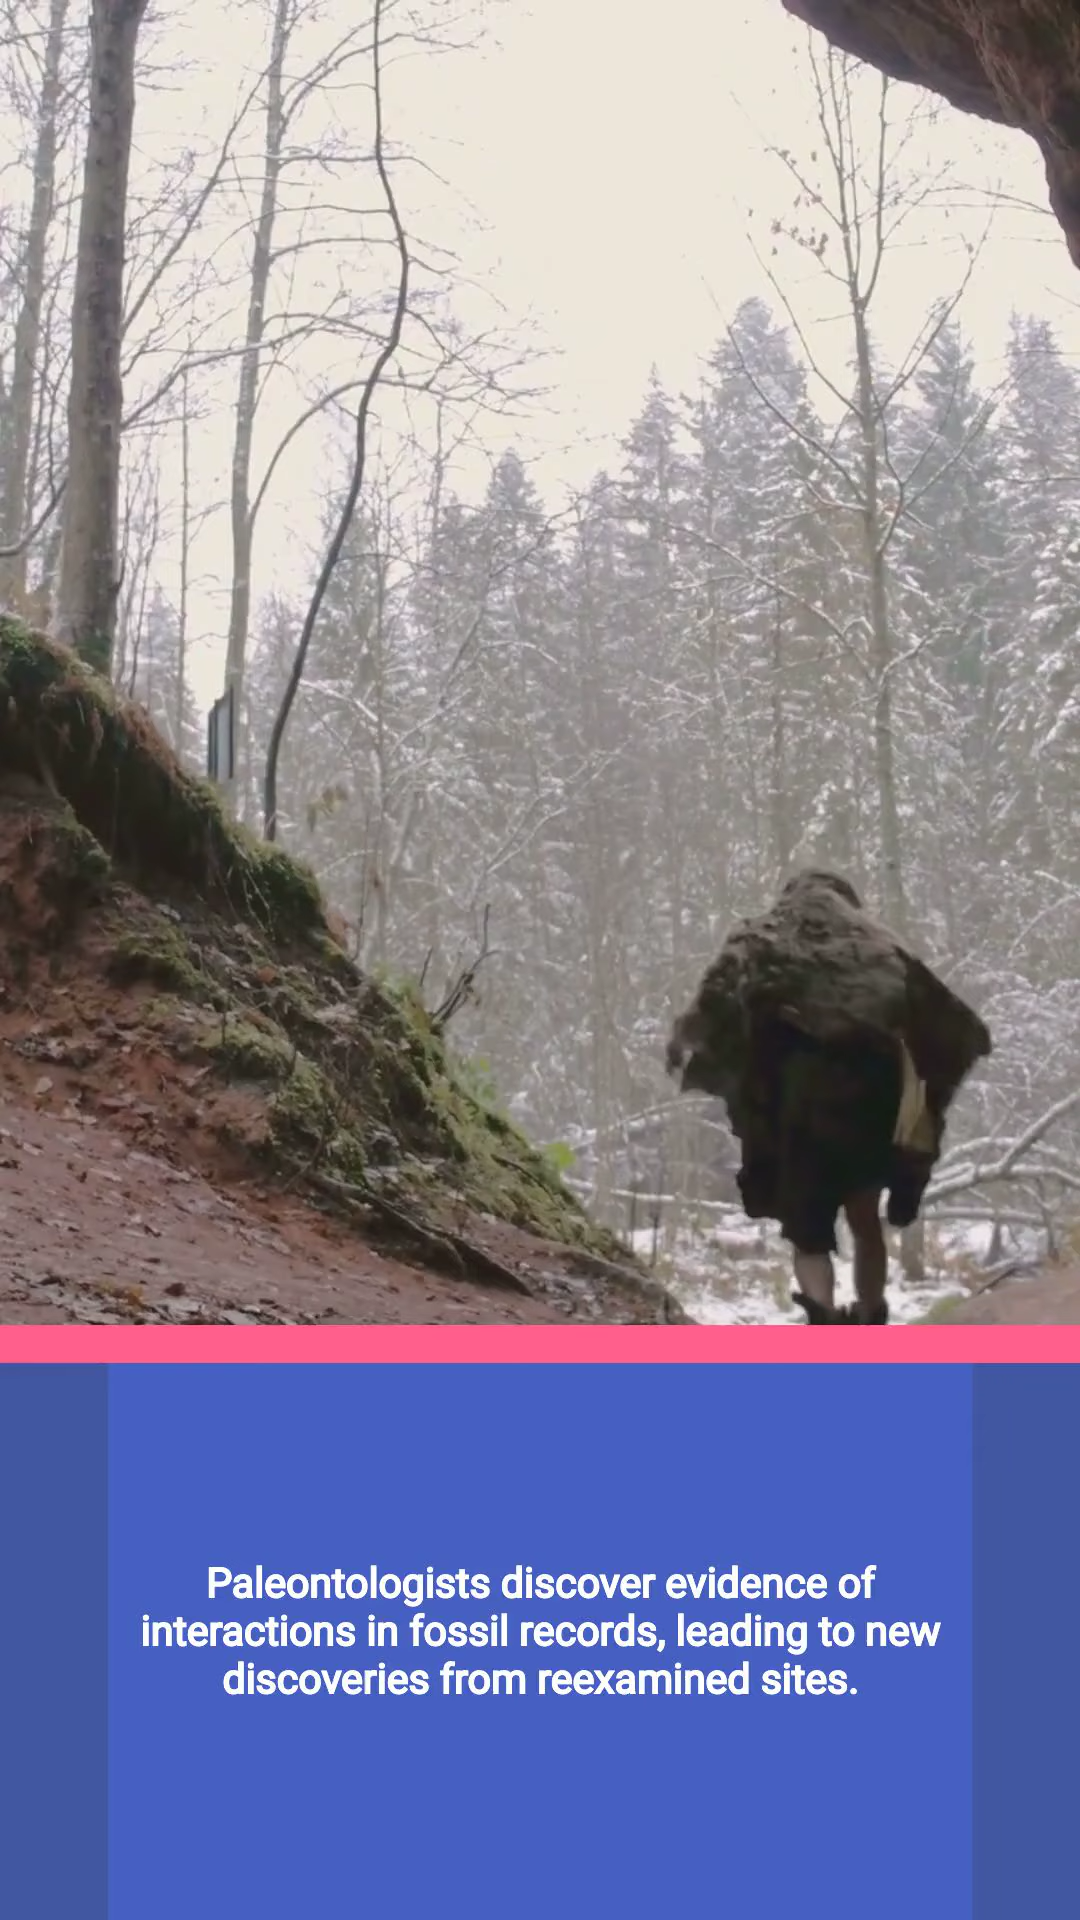 Paleontologists discover evidence of
interactions in fossil records, leading to new
discoveries from reexamined sites.